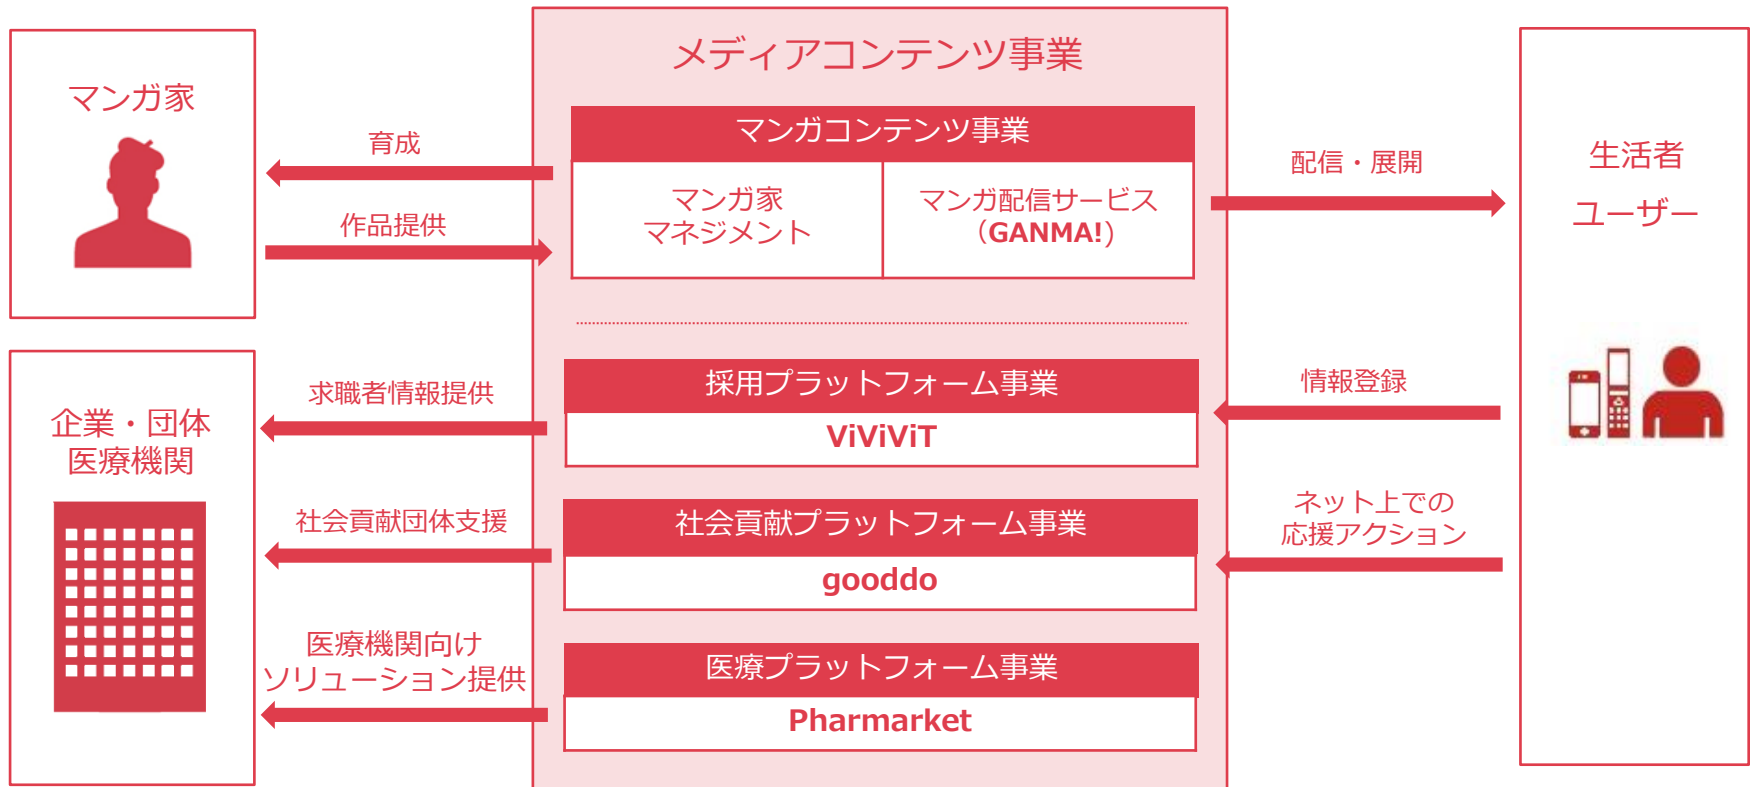 メディアコンテンツ事業
マンガ家
育成
作品提供
マンガコンテンツ事業
マンガ家
マネジメント
マンガ配信サービス
（GANMA!）
配信・展開
生活者
ユーザー
企業・団体
医療機関
求職者情報提供
採用プラットフォーム事業
ViViViT
情報登録
社会貢献団体支援
社会貢献プラットフォーム事業
gooddo
ネット上での
応援アクション
医療機関向け
ソリューション提供
医療プラットフォーム事業
Pharmarket